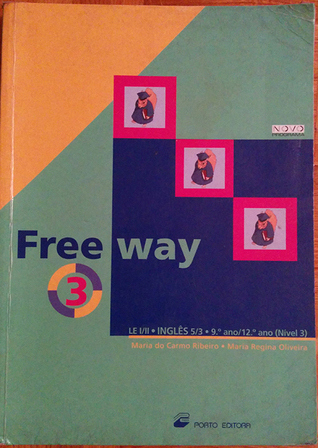 NOVO
PROGRAMA
Free way
3
LE I/II • INGLÊS 5/3 • 9.º ano/12.º ano (Nível 3)
Maria do Carmo Ribeiro • Maria Regina Oliveira
PORTO EDITORA